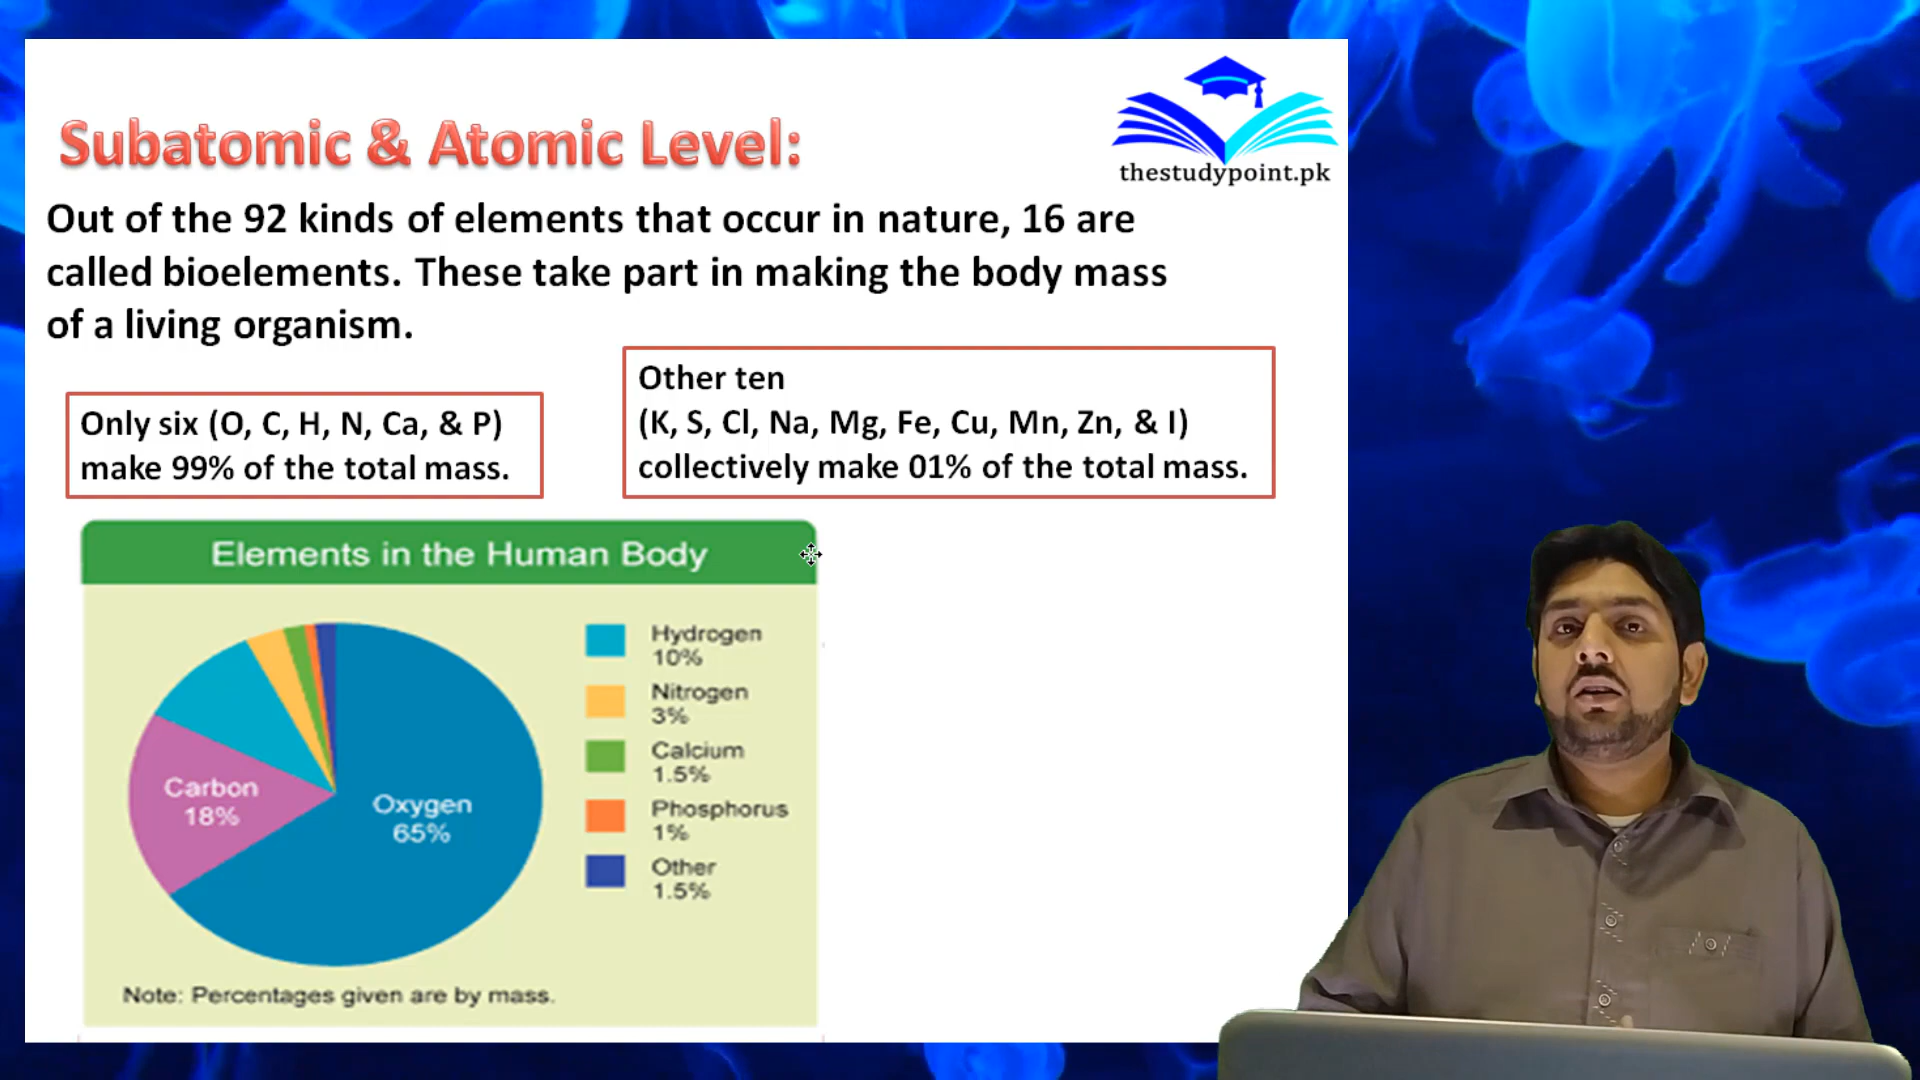 thestudypoint.pk
Subatomic & Atomic Level:
Out of the 92 kinds of elements that occur in nature, 16 are
called bioelements. These take part in making the body mass
of a living organism.
Only six (O, C, H, N, Ca, & P)
make 99% of the total mass.
Other ten
(K, S, Cl, Na, Mg, Fe, Cu, Mn, Zn, & I)
collectively make 01% of the total mass.
Elements in the Human Body
Carbon
18%
Oxygen
65%
Hydrogen
10%
Nitrogen
3%
Calcium
1.5%
Phosphorus
1%
Other
1.5%
Note: Percentages given are by mass.